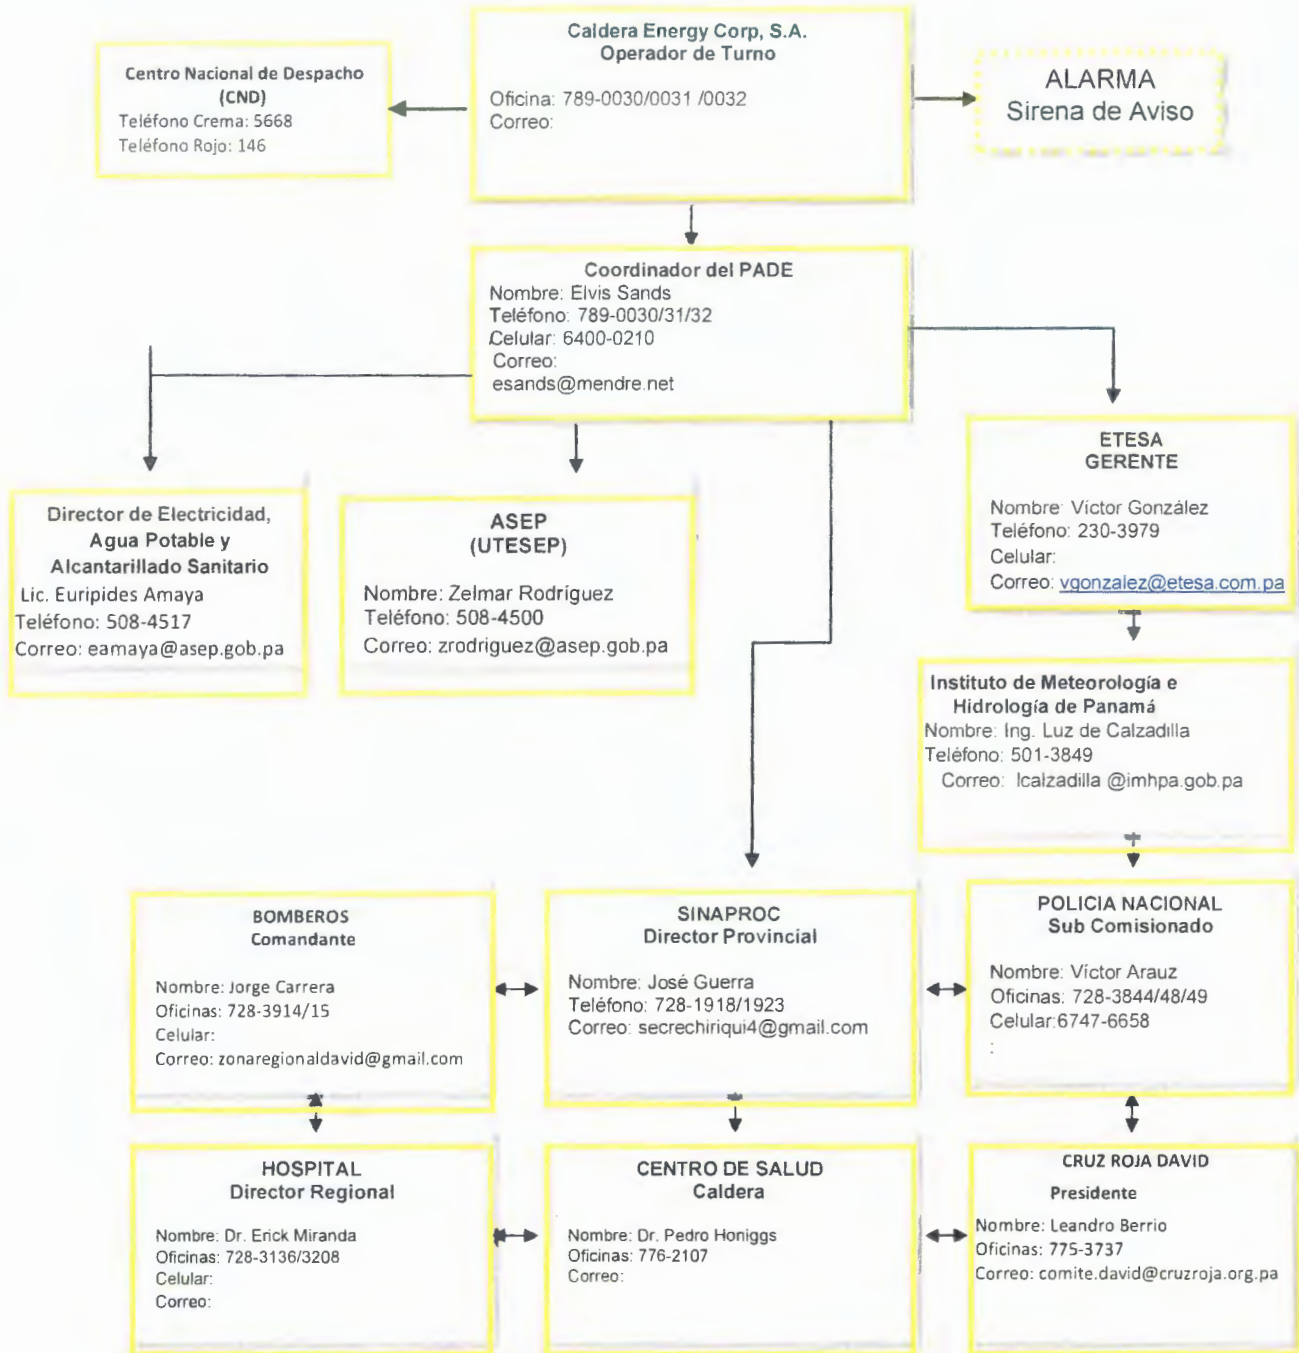 Caldera Energy Corp, S.A.
Operador de Turno
Oficina: 789-0030/0031 /0032
Correo:
Centro Nacional de Despacho
(CND)
Teléfono Crema: 5668
Teléfono Rojo: 146
ALARMA
Sirena de Aviso
Coordinador del PADE
Nombre: Elvis Sands
Teléfono: 789-0030/31/32
Celular: 6400-0210
Correo:
esands@mendre.net
Director de Electricidad,
Agua Potable y
Alcantarillado Sanitario
Lic. Euripides Amaya
Teléfono: 508-4517
Correo: eamaya@asep.gob.pa
ASEP
(UTESEP)
Nombre: Zelmar Rodríguez
Teléfono: 508-4500
Correo: zrodriguez@asep.gob.pa
ETESA
GERENTE
Nombre: Víctor González
Teléfono: 230-3979
Celular:
Correo: vgonzalez@etesa.com.pa
Instituto de Meteorología e
Hidrología de Panamá
Nombre: Ing. Luz de Calzadilla
Teléfono: 501-3849
Correo: lcalzadilla @imhpa.gob.pa
BOMBEROS
Comandante
Nombre: Jorge Carrera
Oficinas: 728-3914/15
Celular:
Correo: zonaregionaldavid@gmail.com
SINAPROC
Director Provincial
Nombre: José Guerra
Teléfono: 728-1918/1923
Correo: secrechiriqui4@gmail.com
POLICIA NACIONAL
Sub Comisionado
Nombre: Víctor Arauz
Oficinas: 728-3844/48/49
Celular:6747-6658
:
HOSPITAL
Director Regional
Nombre: Dr. Erick Miranda
Oficinas: 728-3136/3208
Celular:
Correo:
CENTRO DE SALUD
Caldera
Nombre: Dr. Pedro Honiggs
Oficinas: 776-2107
Correo:
CRUZ ROJA DAVID
Presidente
Nombre: Leandro Berrio
Oficinas: 775-3737
Correo: comite.david@cruzroja.org.pa